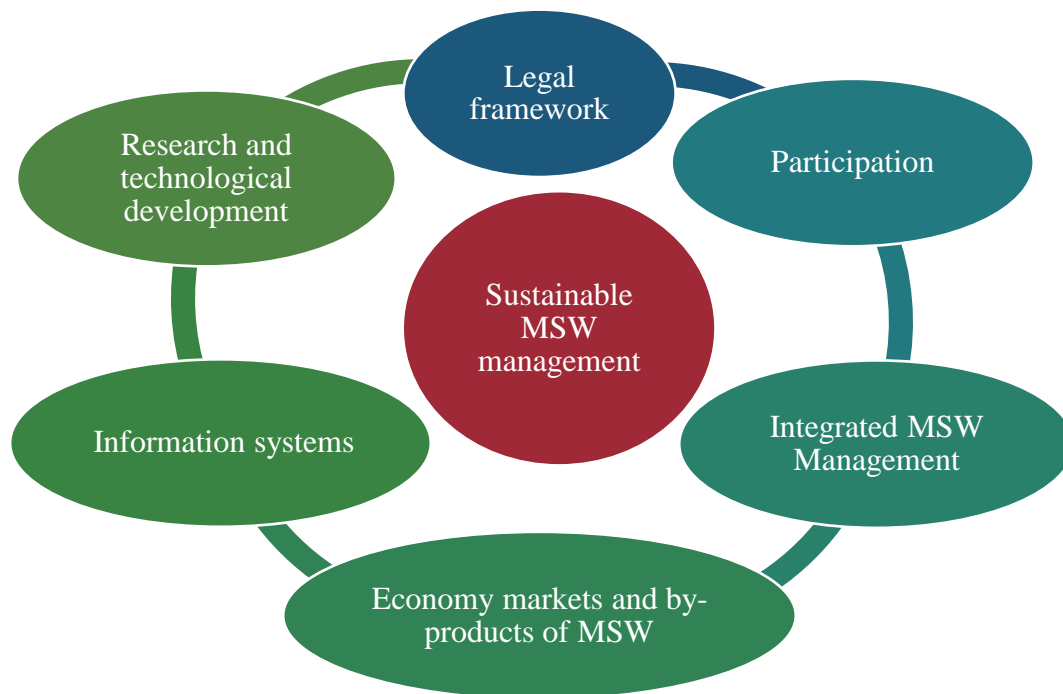 Legal
framework
Participation
Integrated MSW
Management
Economy markets and by-
products of MSW
Information systems
Research and
technological
development
Sustainable
MSW
management